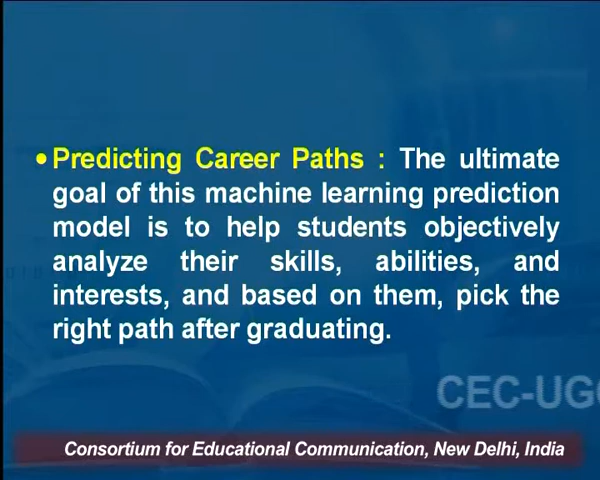 •Predicting Career Paths : The ultimate
goal of this machine learning prediction
model is to help students objectively
analyze their skills, abilities, and
interests, and based on them, pick the
right path after graduating.
CEC-UG
Consortium for Educational Communication, New Delhi, India